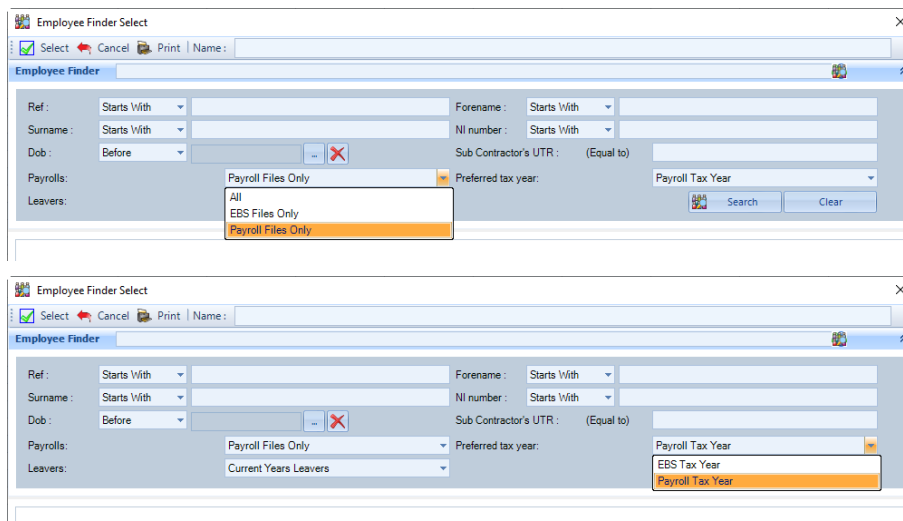 Employee Finder Select
Select Cancel Print Name :
Employee Finder
Ref : Starts With Forename : Starts With
Surname : Starts With NI number : Starts With
Dob : Before ... Sub Contractor's UTR : (Equal to)
Payrolls: Payroll Files Only Preferred tax year: Payroll Tax Year
Leavers: All Search Clear
EBS Files Only
Payroll Files Only
Employee Finder Select
Select Cancel Print Name :
Employee Finder
Ref : Starts With Forename : Starts With
Surname : Starts With NI number : Starts With
Dob : Before ... Sub Contractor's UTR : (Equal to)
Payrolls: Payroll Files Only Preferred tax year: Payroll Tax Year
Leavers: Current Years Leavers EBS Tax Year
Payroll Tax Year